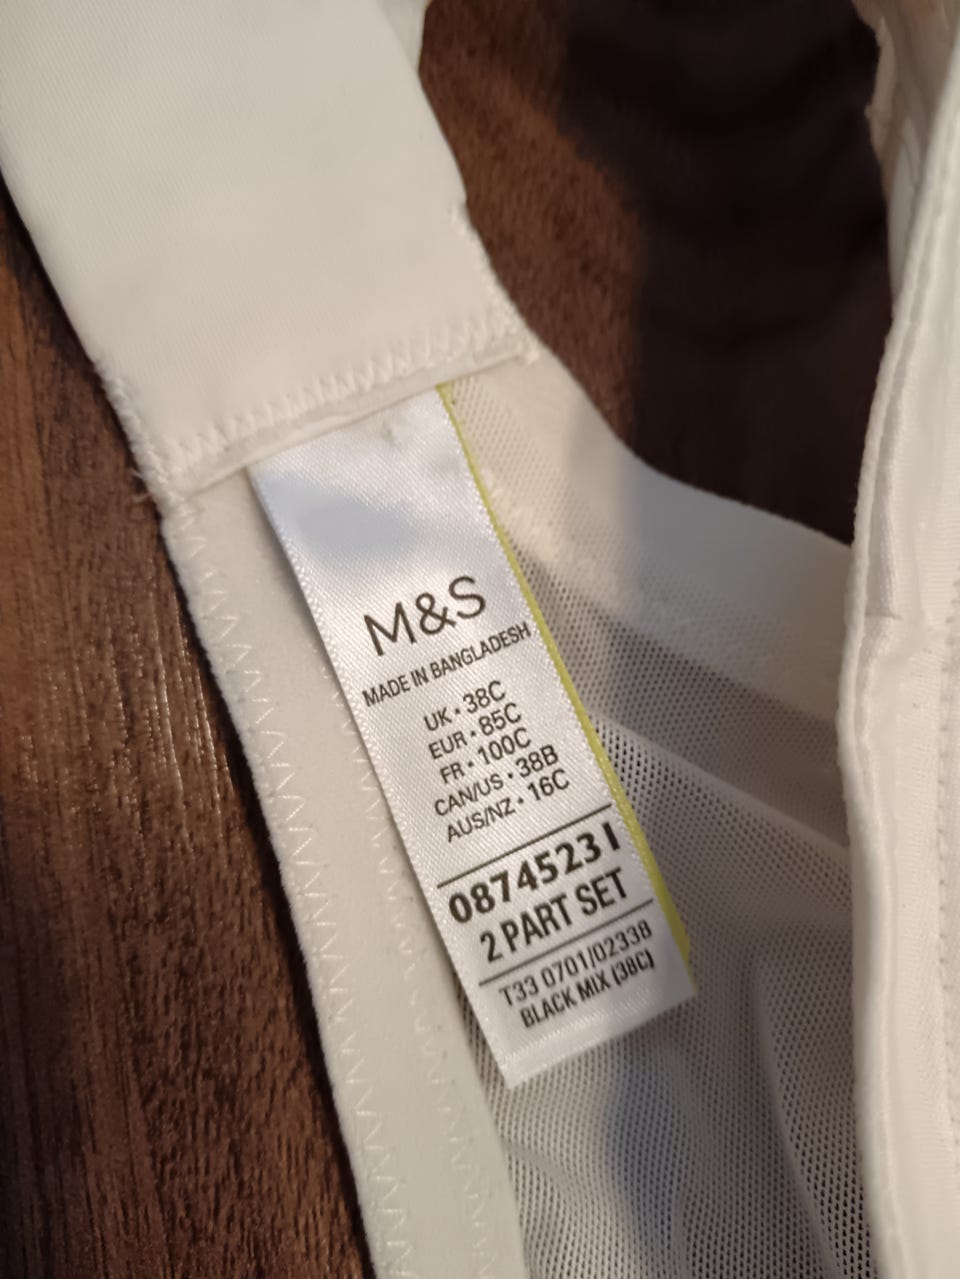 M&S
MADE IN BANGLADESH
UK • 38C
EUR • 85C
FR • 100C
CAN/US • 38B
AUS/NZ • 16C
08745231
2 PART SET
T33 0701/0233B
BLACK MIX (38C)